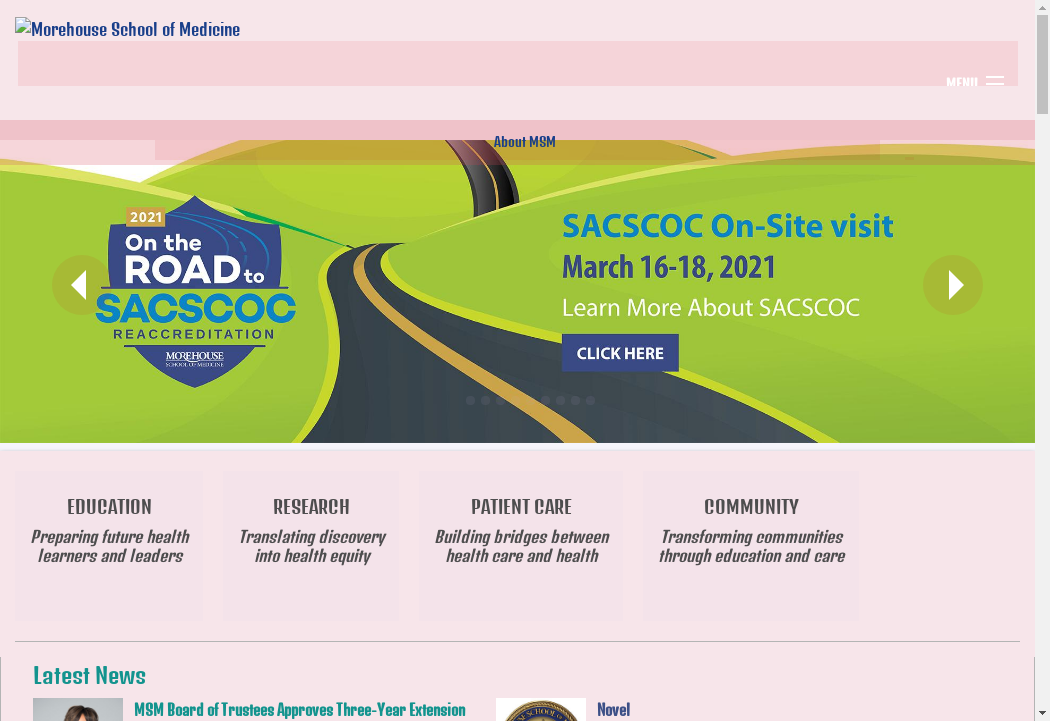 Morehouse School of Medicine
MENU
About MSM
2021
On the
ROAD to
SACSCOC
REACCREDITATION
MOREHOUSE
SCHOOL OF MEDICINE
SACSCOC On-Site visit
March 16-18, 2021
Learn More About SACSCOC
CLICK HERE
EDUCATION
Preparing future health
learners and leaders
RESEARCH
Translating discovery
into health equity
PATIENT CARE
Building bridges between
health care and health
COMMUNITY
Transforming communities
through education and care
Latest News
MSM Board of Trustees Approves Three-Year Extension
Novel